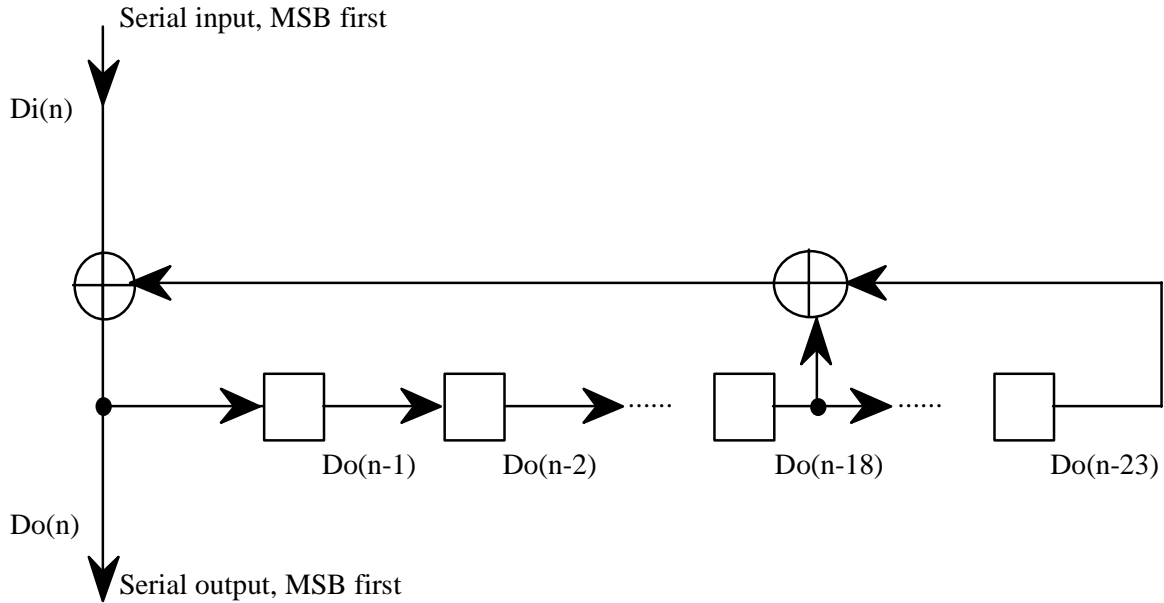 Serial input, MSB first
Di(n)
......
......
Do(n-1)
Do(n-2)
Do(n-18)
Do(n-23)
Do(n)
Serial output, MSB first